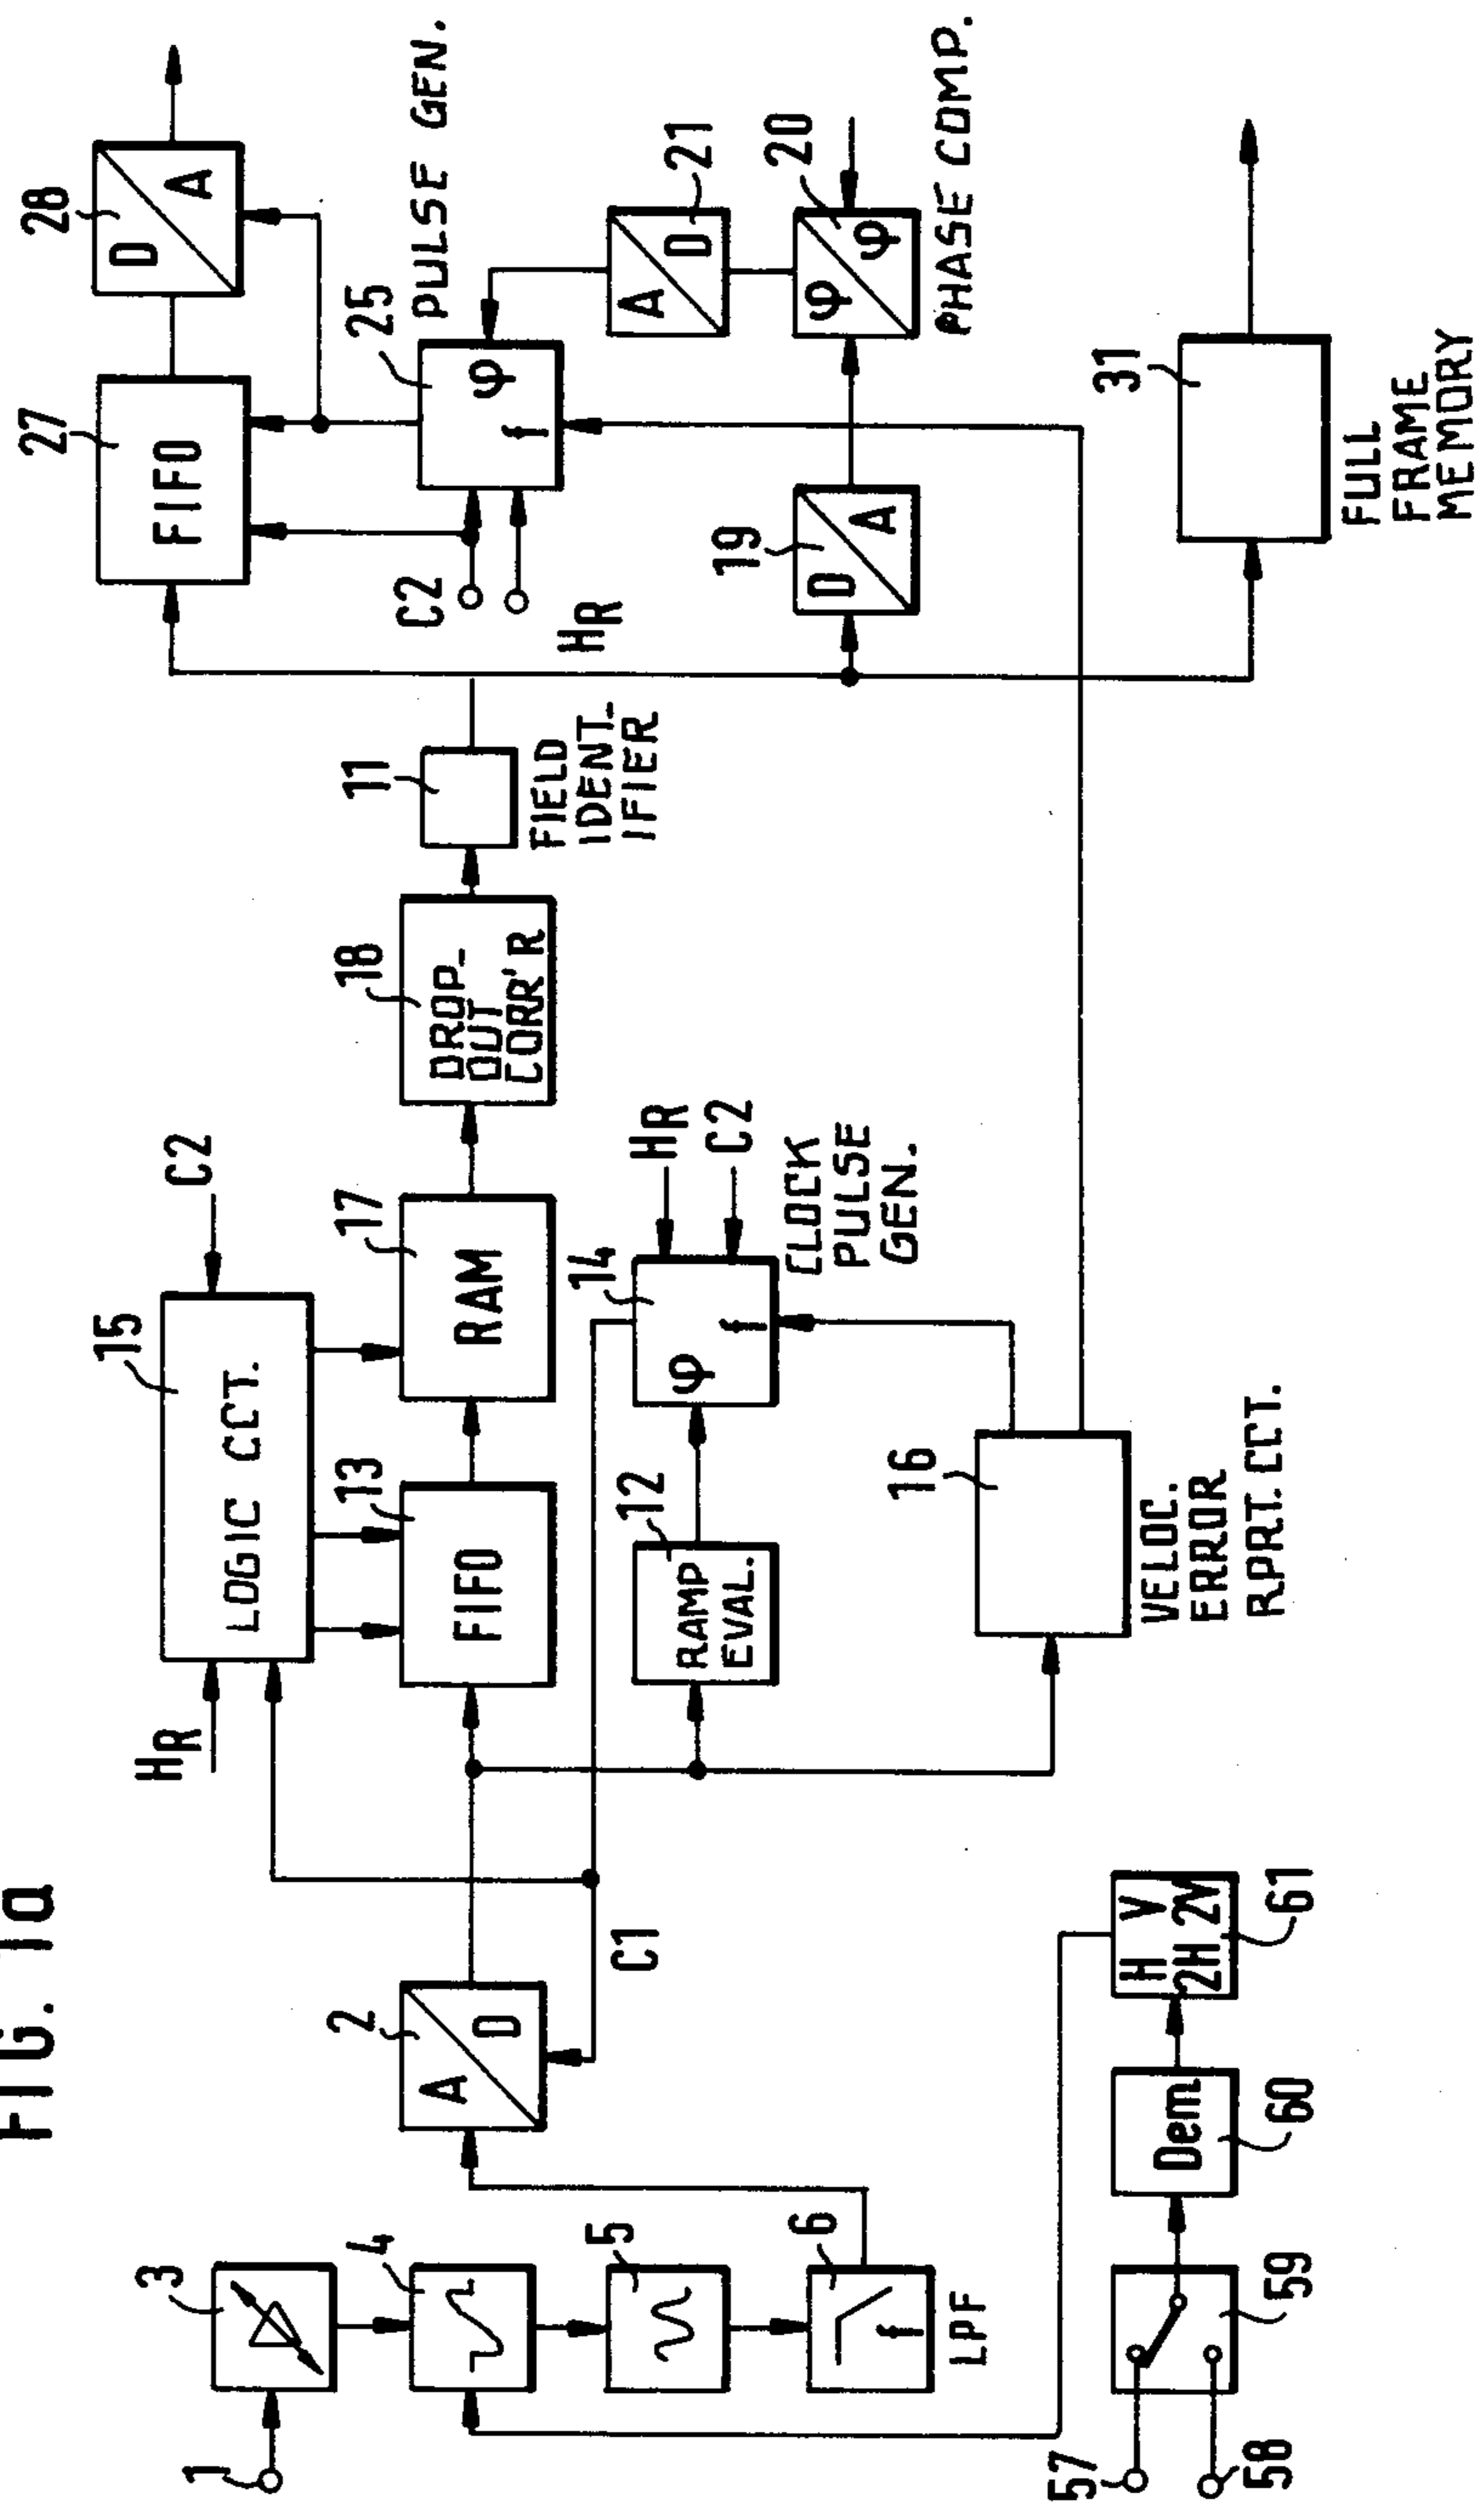 FIG. 1a
1
3
4
5
6
LPF
f
57
58
59
Dem
60
H V
2H 2V
61
2
A
D
C1
HR
15
LOGIC CCT.
C2
13
FIFO
17
RAM
12
RAMP
EVAL.
14
φ
f
HR
C2
CLOCK
PULSE
GEN.
16
VELOC.
ERROR
RPRT. CCT.
18
DROP-
OUT
CORR'R
11
FIELD
IDENT-
IFIER
27
FIFO
28
D
A
C2
HR
25
φ
f
PULSE GEN.
19
D
A
21
A
D
20
φ
φ
PHASE COMP.
31
FULL
FRAME
MEMORY